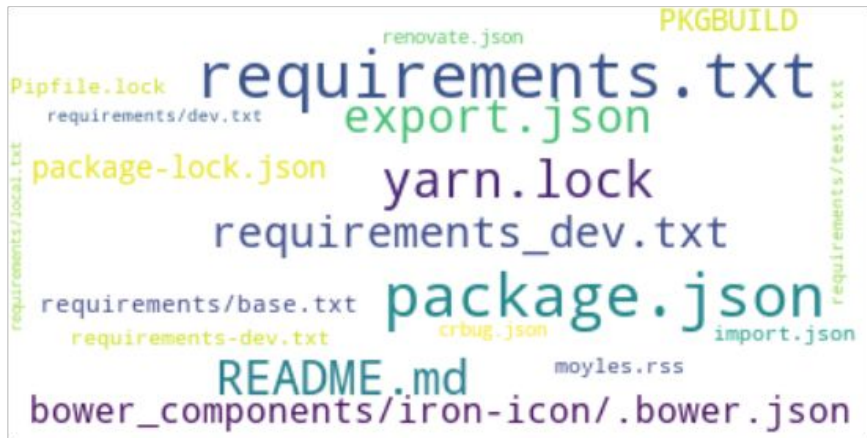 PKGBUILD
renovate.json
requirements.txt
Pipfile.lock
requirements/dev.txt
export.json
requirements/test.txt
package-lock.json
yarn.lock
requirements/local.txt
requirements_dev.txt
requirements/base.txt
package.json
requirements-dev.txt
crbug.json
import.json
README.md
moyles.rss
bower_components/iron-icon/.bower.json